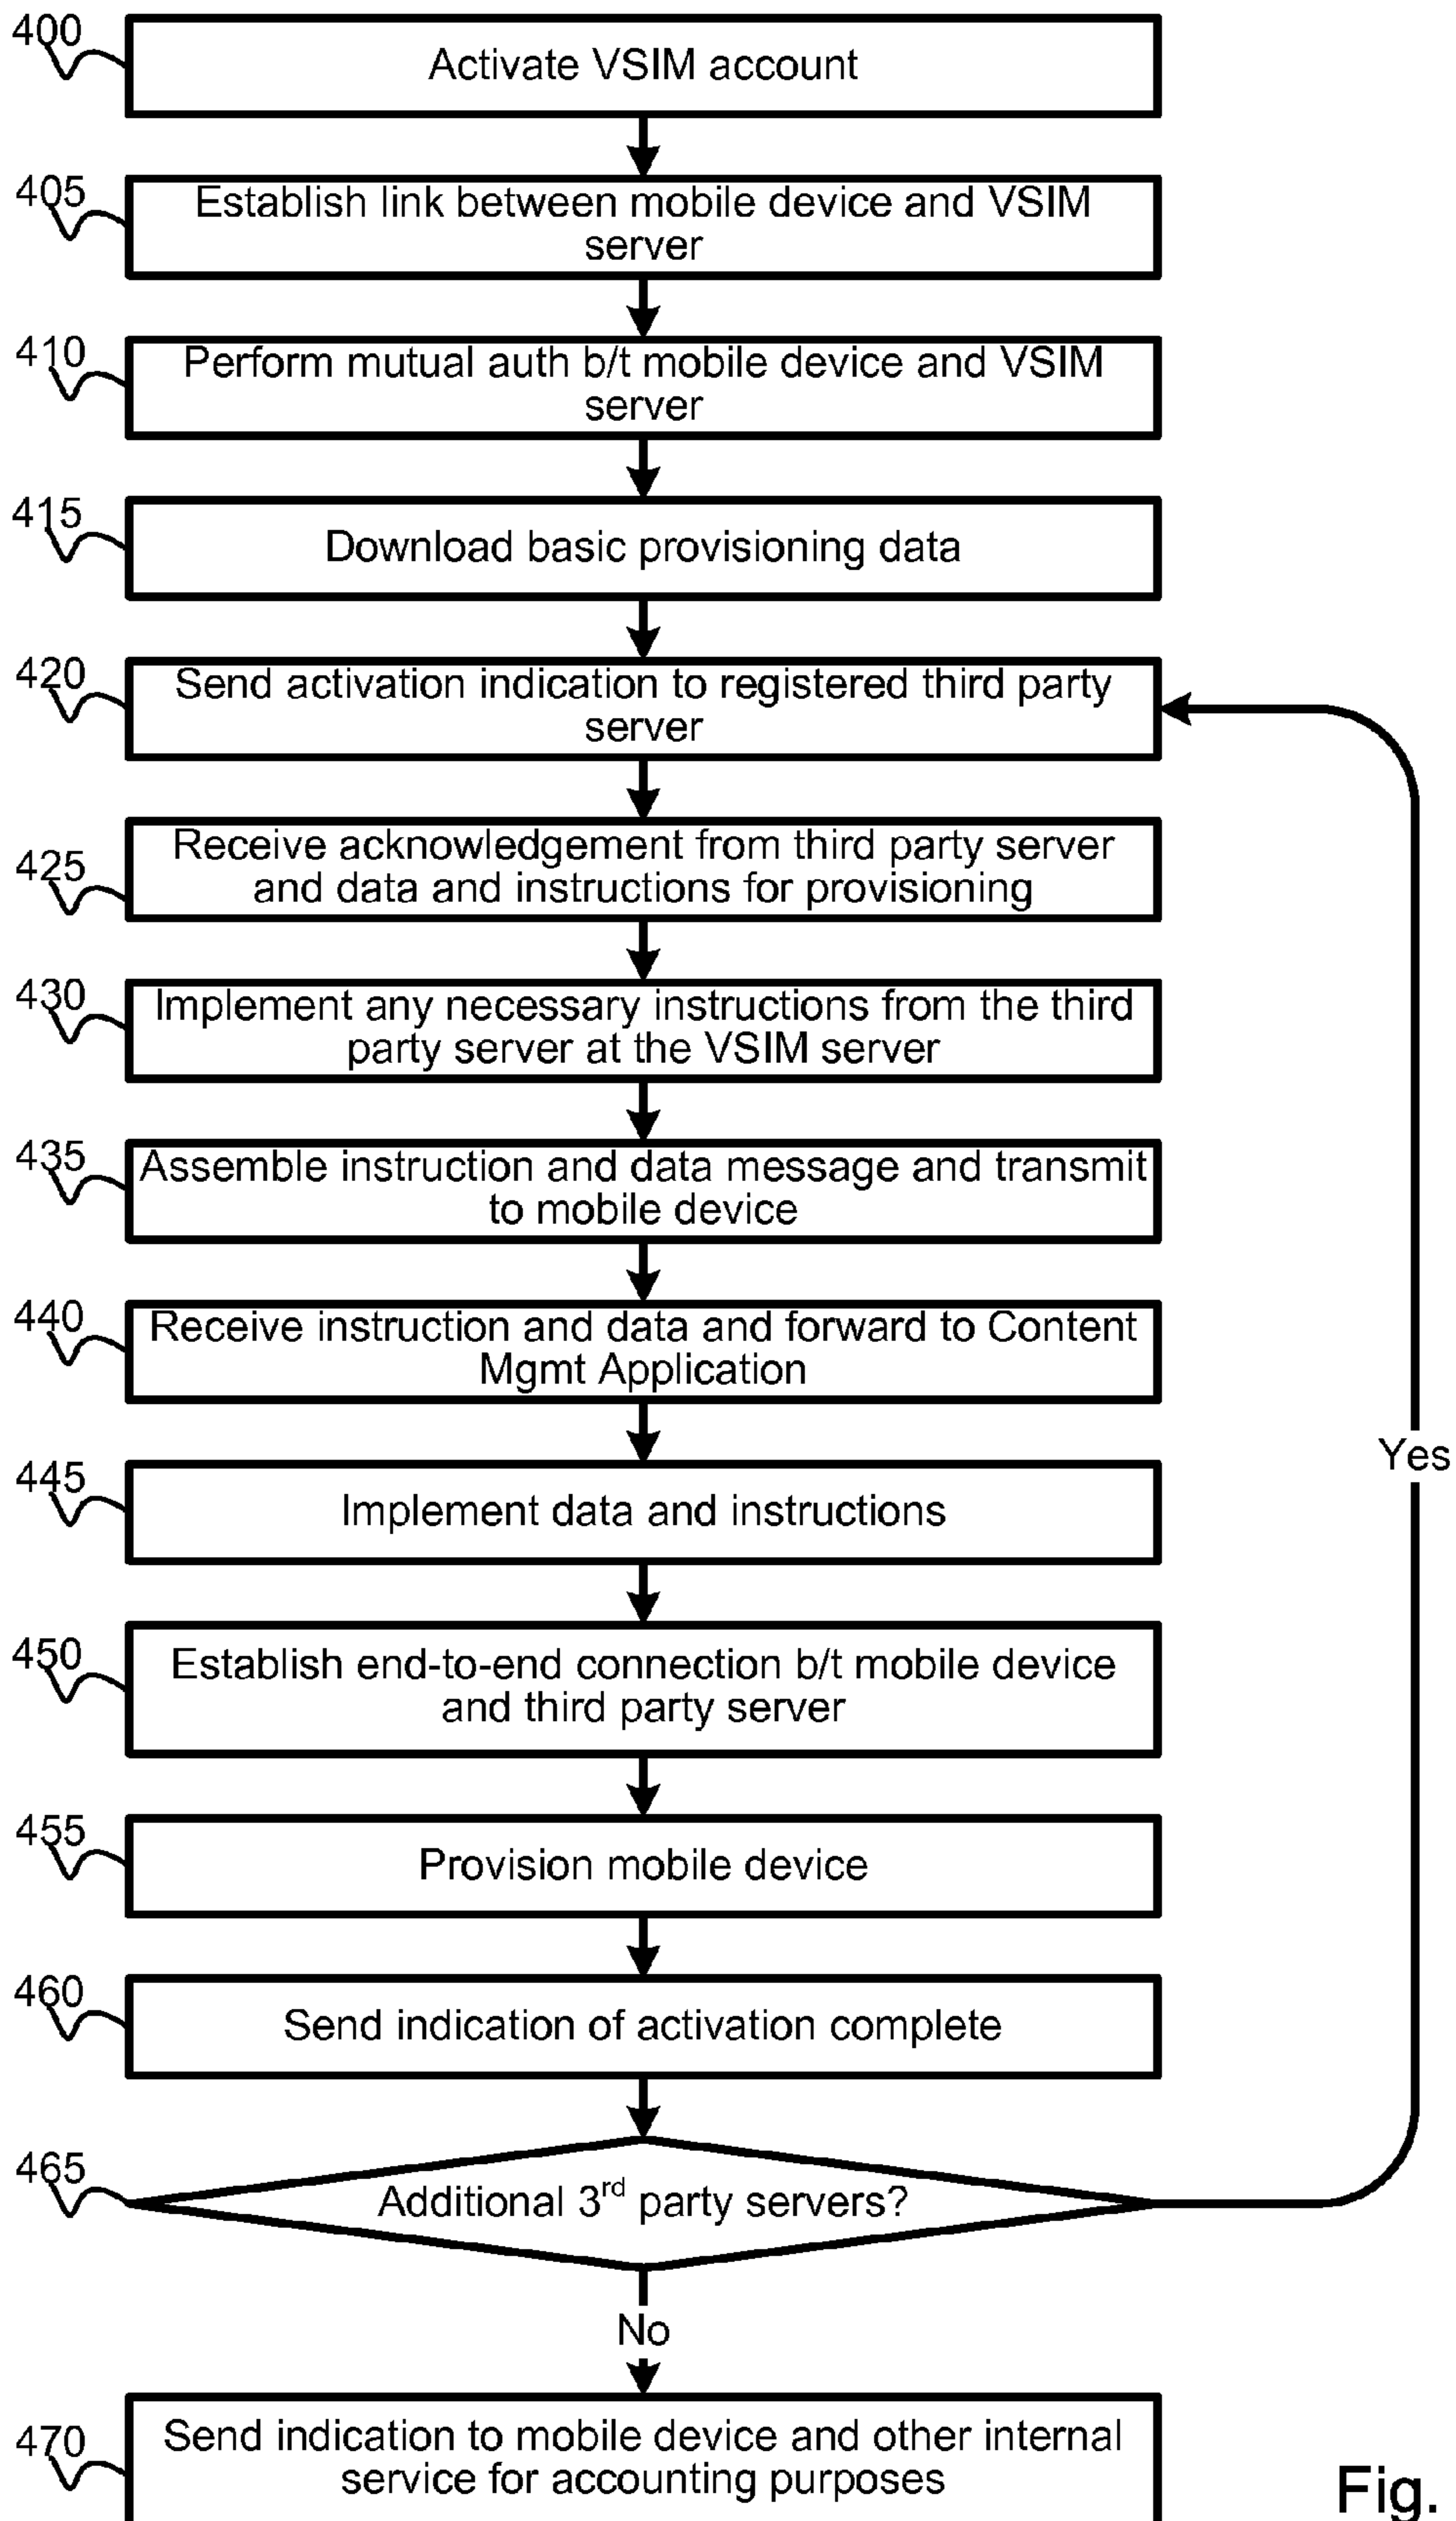 400
Activate VSIM account
405
Establish link between mobile device and VSIM
server
410
Perform mutual auth b/t mobile device and VSIM
server
415
Download basic provisioning data
420
Send activation indication to registered third party
server
425
Receive acknowledgement from third party server
and data and instructions for provisioning
430
Implement any necessary instructions from the third
party server at the VSIM server
435
Assemble instruction and data message and transmit
to mobile device
440
Receive instruction and data and forward to Content
Mgmt Application
Yes
445
Implement data and instructions
450
Establish end-to-end connection b/t mobile device
and third party server
455
Provision mobile device
460
Send indication of activation complete
465
Additional 3rd party servers?
No
470
Send indication to mobile device and other internal
service for accounting purposes
Fig.